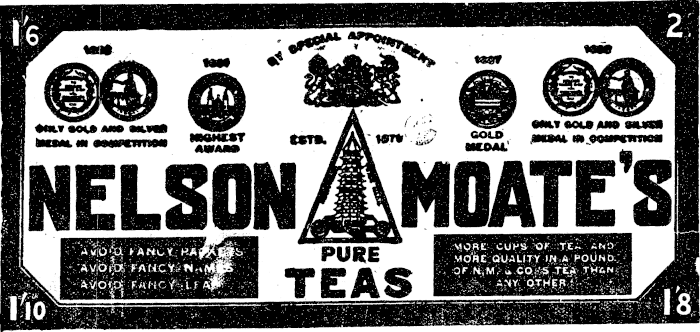 1'6
2'
BY SPECIAL APPOINTMENT
ONLY GOLD AND SILVER
MEDAL IN COMPETITION
HIGHEST
AWARD
ESTD.
1887
GOLD
MEDAL
ONLY GOLD AND SILVER
MEDAL IN COMPETITION
NELSON MOATE'S
PURE
TEAS
AVOID FANCY PACKETS
AVOID FANCY NAMES
AVOID FANCY LEAF
MORE CUPS OF TEA AND
MORE QUALITY IN A POUND
OF N.M. & CO'S TEA THAN
ANY OTHER
1'10
1'8